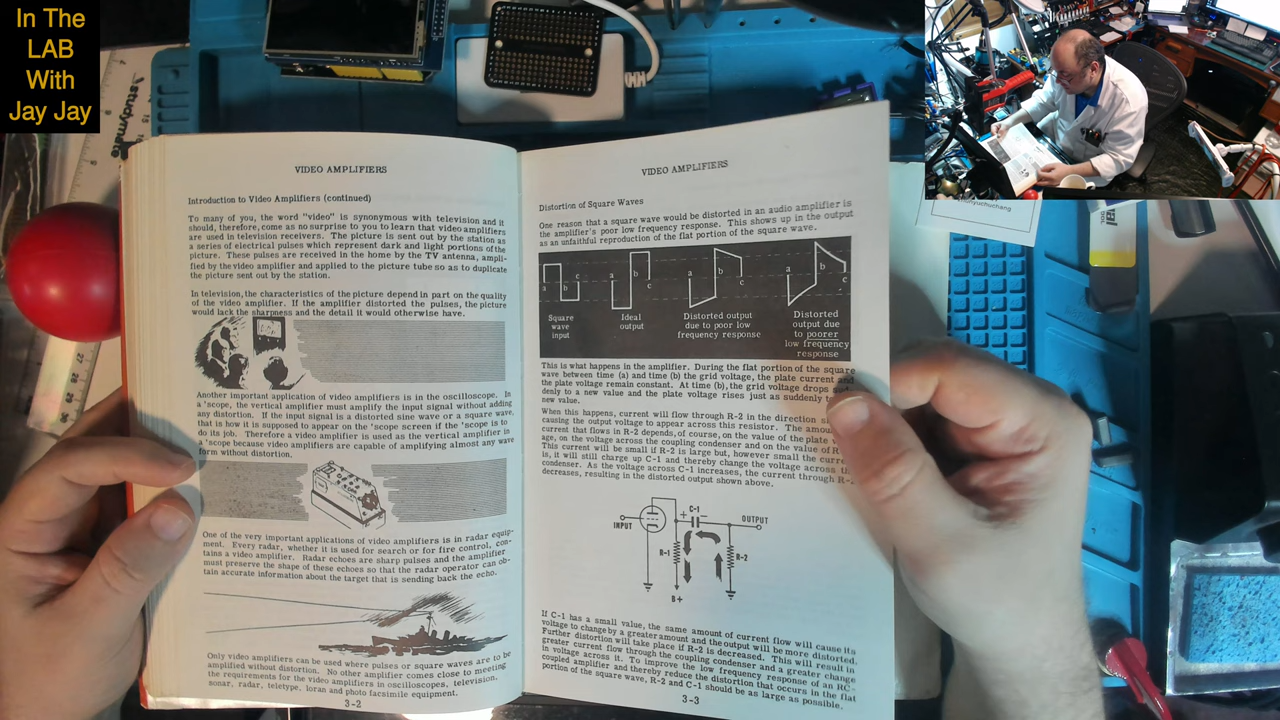 In The
LAB
With
Jay Jay
studymate
VIDEO AMPLIFIERS
Introduction to Video Amplifiers (continued)
To many of you, the word "video" is synonymous with television and it
should, therefore, come as no surprise to you to learn that video amplifiers
are used in television receivers. The picture is sent out by the station as
a series of electrical pulses which represent dark and light portions of the
picture. These pulses are received in the home by the TV antenna, ampli-
fied by the video amplifier and applied to the picture tube so as to duplicate
the picture sent out by the station.
In television, the characteristics of the picture depend in part on the quality
of the video amplifier. If the amplifier distorted the pulses, the picture
would lack the sharpness and the detail it would otherwise have.
Another important application of video amplifiers is in the oscilloscope. In
a 'scope, the vertical amplifier must amplify the input signal without adding
any distortion. If the input signal is a distorted sine wave or a square wave,
that is how it is supposed to appear on the 'scope screen if the 'scope is to
do its job. Therefore a video amplifier is used as the vertical amplifier in
a 'scope because video amplifiers are capable of amplifying almost any wave
form without distortion.
One of the very important applications of video amplifiers is in radar equip-
ment. Every radar, whether it is used for search or for fire control, con-
tains a video amplifier. Radar echoes are sharp pulses and the amplifier
must preserve the shape of these echoes so that the radar operator can ob-
tain accurate information about the target that is sending back the echo.
Only video amplifiers can be used where pulses or square waves are to be
amplified without distortion. No other amplifier comes close to meeting
the requirements for the video amplifiers in oscilloscopes, television,
sonar, radar, teletype, loran and photo facsimile equipment.
3-2
VIDEO AMPLIFIERS
Distortion of Square Waves
One reason that a square wave would be distorted in an audio amplifier is
the amplifier's poor low frequency response. This shows up in the output
as an unfaithful reproduction of the flat portion of the square wave.
a b c a b c a b c a b c
Square
wave
input
Ideal
output
Distorted output
due to poor low
frequency response
Distorted
output due
to poorer
low frequency
response
This is what happens in the amplifier. During the flat portion of the square
wave between time (a) and time (b) the grid voltage, the plate current and
the plate voltage remain constant. At time (b), the grid voltage drops
denly to a new value and the plate voltage rises just as suddenly
new value.
When this happens, current will flow through R-2 in the direction
causing the output voltage to appear across this resistor. The
current that flows in R-2 depends, of course, on the value of the plate
age, on the voltage across the coupling condenser and on the value of
This current will be small if R-2 is large but, however small the
is, it will still charge up C-1 and thereby change the voltage across
condenser. As the voltage across C-1 increases, the current through
decreases, resulting in the distorted output shown above.
INPUT
C-1
+ −
OUTPUT
R-1
R-2
B+
If C-1 has a small value, the same amount of current flow will cause its
voltage to change by a greater amount and the output will be more distorted.
Further distortion will take place if R-2 is decreased. This will result in
greater current flow through the coupling condenser and a greater change
in voltage across it. To improve the low frequency response of an RC-
coupled amplifier and thereby reduce the distortion that occurs in the flat
portion of the square wave, R-2 and C-1 should be as large as possible.
3-3